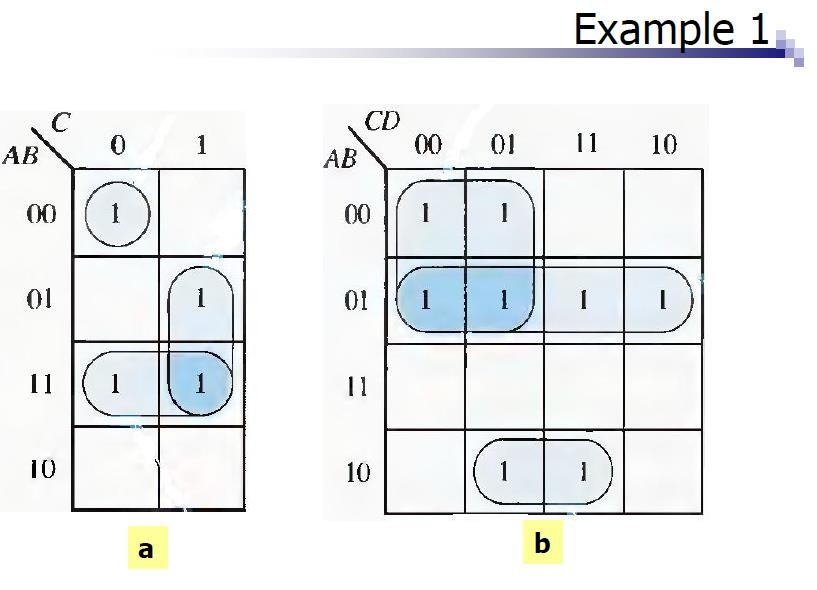 Example 1
C
AB 0 1
00 1
01 1
11 1 1
10
a
CD
AB 00 01 11 10
00 1 1
01 1 1 1 1
11
10 1 1
b